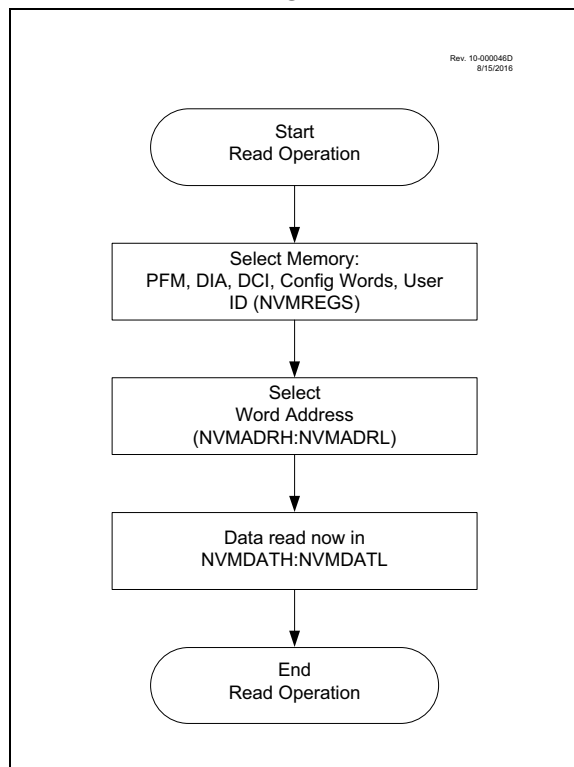 Rev. 10-000046D
8/15/2016
Start
Read Operation
Select Memory:
PFM, DIA, DCI, Config Words, User
ID (NVMREGS)
Select
Word Address
(NVMADRH:NVMADRL)
Data read now in
NVMDATH:NVMDATL
End
Read Operation